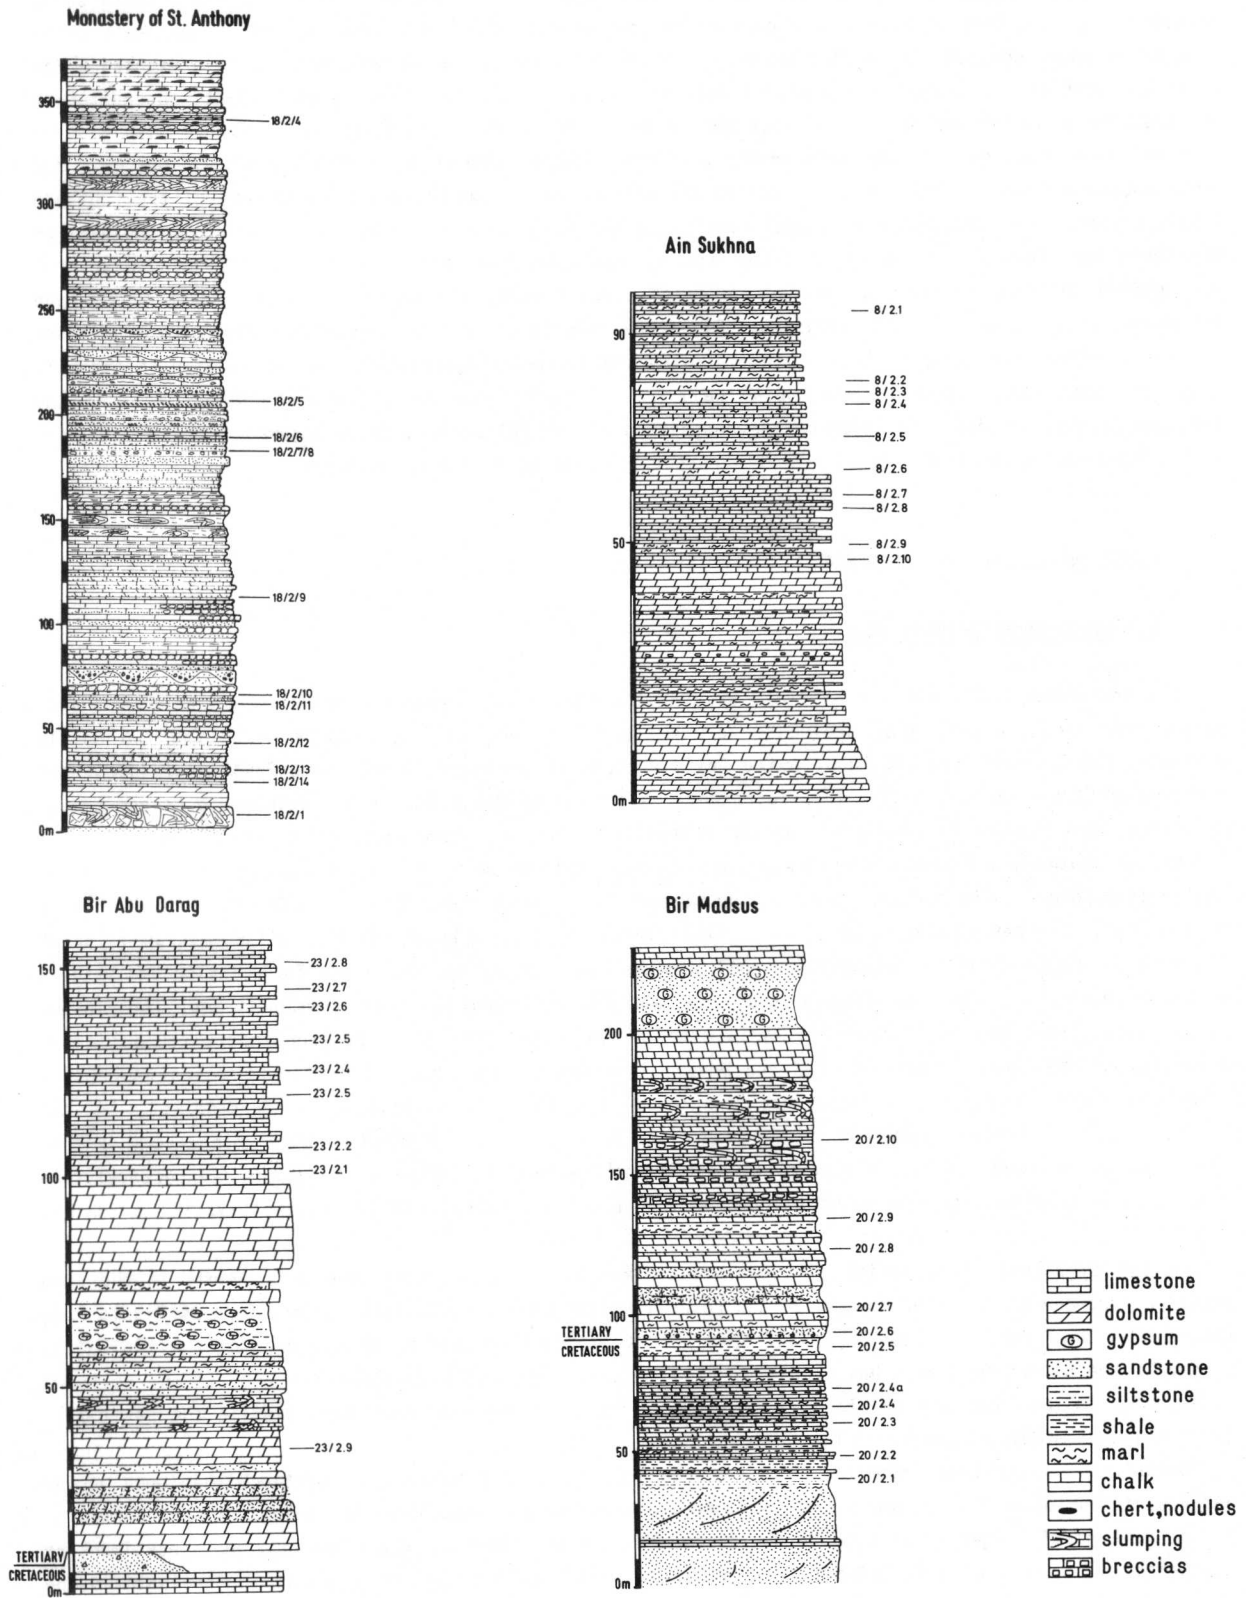 Monastery of St. Anthony
350
300
250
200
150
100
50
0m
18/2/4
18/2/5
18/2/6
18/2/7/8
18/2/9
18/2/10
18/2/11
18/2/12
18/2/13
18/2/14
18/2/1
Ain Sukhna
90
50
0m
8/2.1
8/2.2
8/2.3
8/2.4
8/2.5
8/2.6
8/2.7
8/2.8
8/2.9
8/2.10
Bir Abu Darag
150
100
50
TERTIARY
CRETACEOUS
0m
23/2.8
23/2.7
23/2.6
23/2.5
23/2.4
23/2.5
23/2.2
23/2.1
23/2.9
Bir Madsus
200
150
100
TERTIARY
CRETACEOUS
50
0m
20/2.10
20/2.9
20/2.8
20/2.7
20/2.6
20/2.5
20/2.4a
20/2.4
20/2.3
20/2.2
20/2.1
limestone
dolomite
G gypsum
sandstone
siltstone
shale
marl
chalk
chert,nodules
slumping
breccias